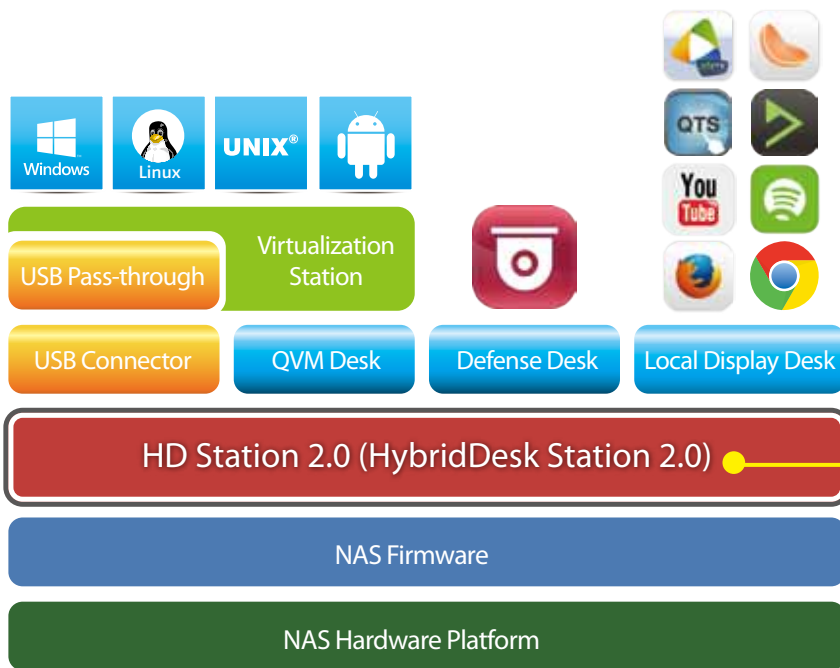 QTS
You
Tube
Windows
Linux
UNIX®
Virtualization
Station
USB Pass-through
USB Connector
QVM Desk
Defense Desk
Local Display Desk
HD Station 2.0 (HybridDesk Station 2.0)
NAS Firmware
NAS Hardware Platform